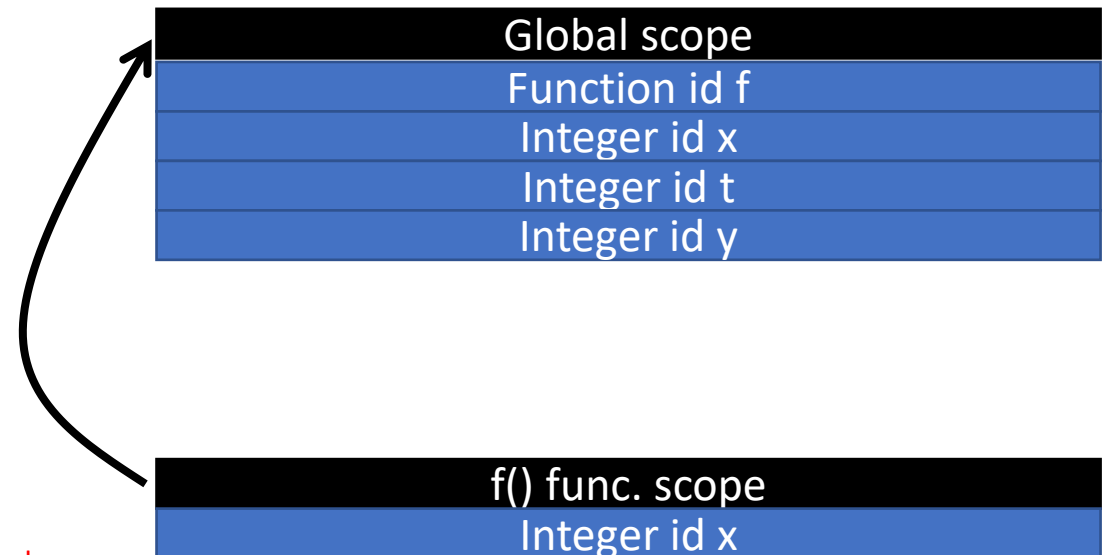 Global scope
Function id f
Integer id x
Integer id t
Integer id y
f() func. scope
Integer id x